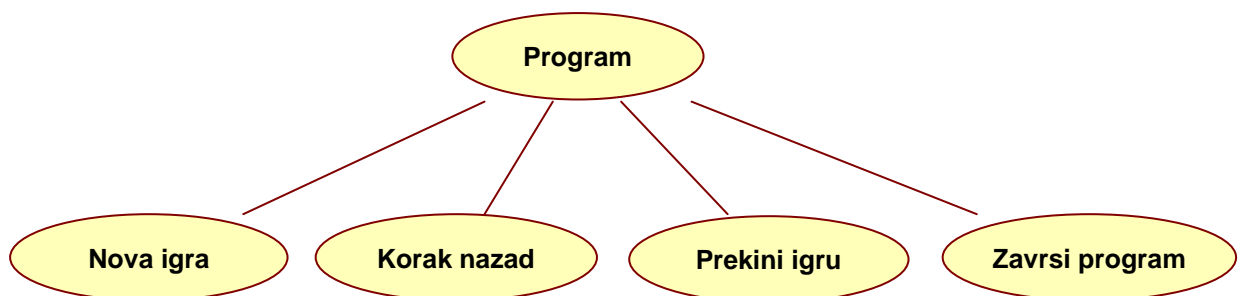 Program
Nova igra
Korak nazad
Prekini igru
Zavrsi program